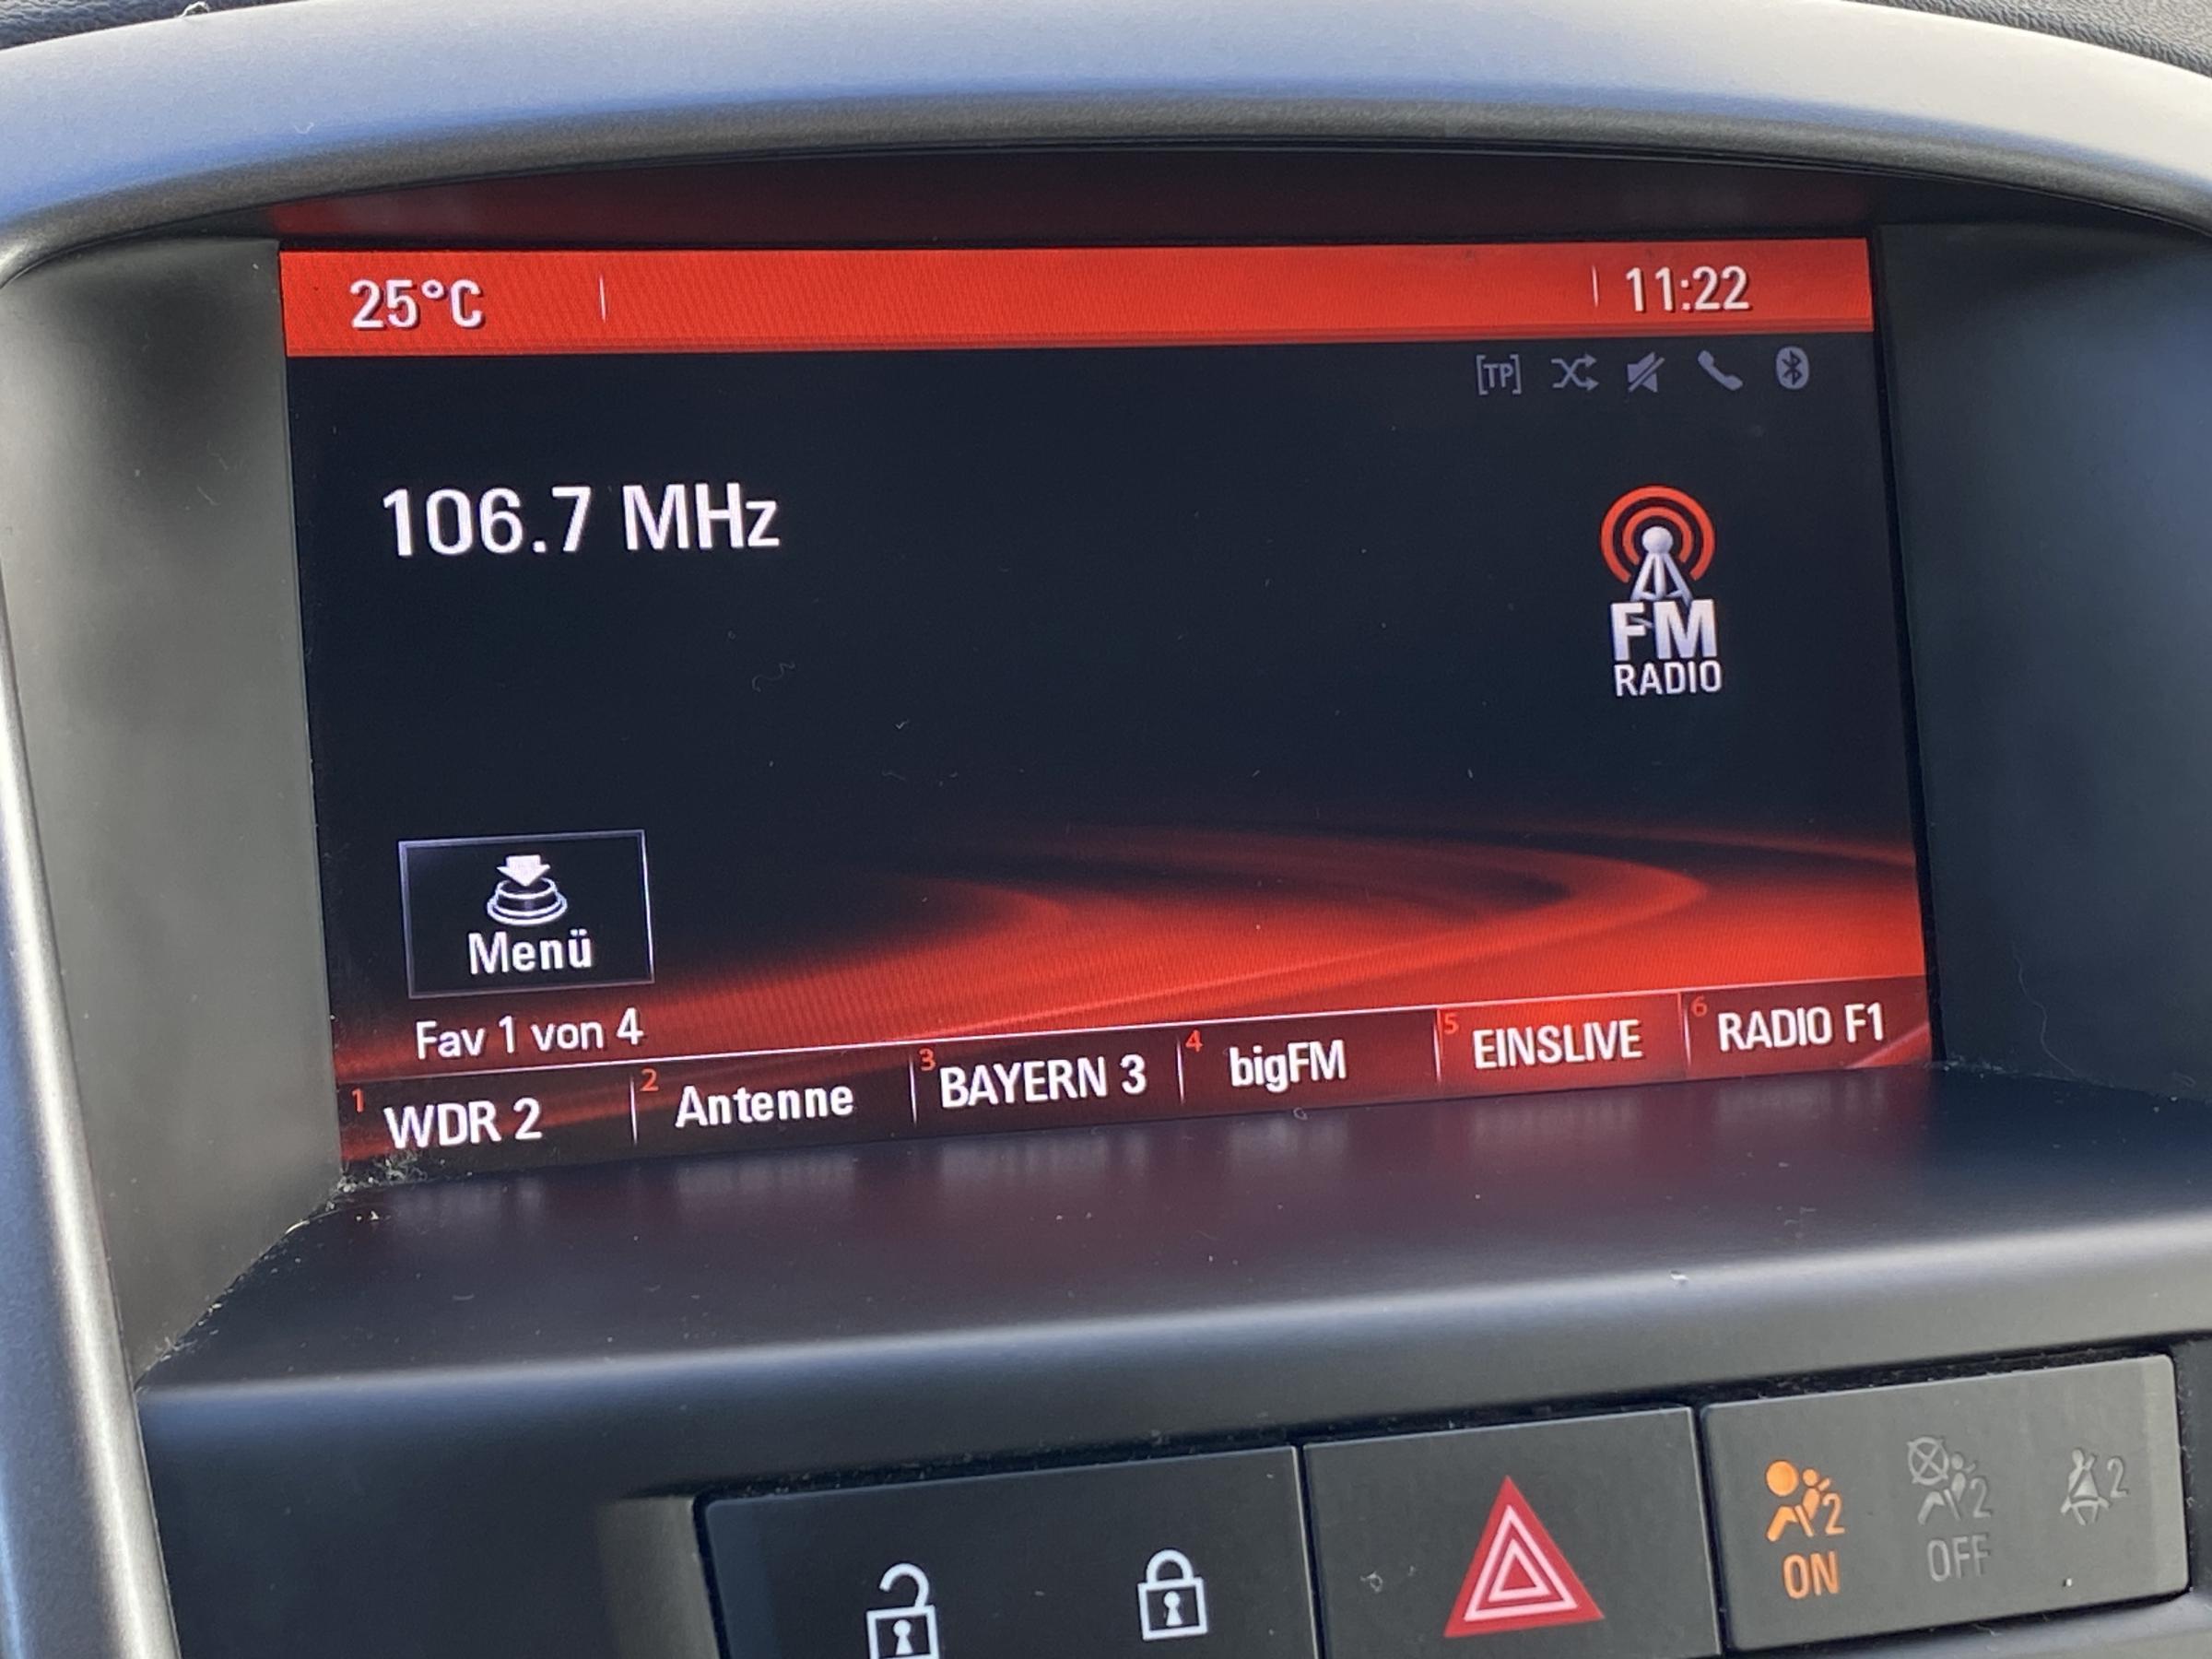 25°C 11:22
[TP]
106.7 MHz
FM
RADIO
Menü
Fav 1 von 4
1 WDR 2 2 Antenne 3 BAYERN 3 4 bigFM 5 EINSLIVE 6 RADIO F1
2 2 2
ON OFF